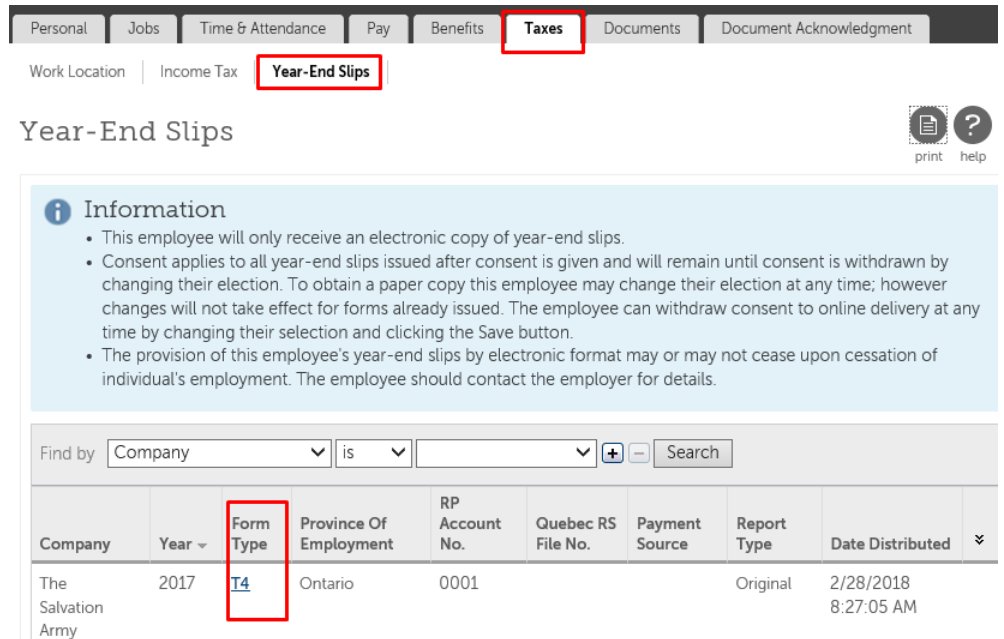 Personal Jobs Time & Attendance Pay Benefits Taxes Documents Document Acknowledgment
Work Location Income Tax Year-End Slips
Year-End Slips
print help
Information
• This employee will only receive an electronic copy of year-end slips.
• Consent applies to all year-end slips issued after consent is given and will remain until consent is withdrawn by
changing their election. To obtain a paper copy this employee may change their election at any time; however
changes will not take effect for forms already issued. The employee can withdraw consent to online delivery at any
time by changing their selection and clicking the Save button.
• The provision of this employee's year-end slips by electronic format may or may not cease upon cessation of
individual's employment. The employee should contact the employer for details.
Find by Company is Search
Company Year Form Type Province Of Employment RP Account No. Quebec RS File No. Payment Source Report Type Date Distributed
The Salvation Army 2017 T4 Ontario 0001 Original 2/28/2018 8:27:05 AM